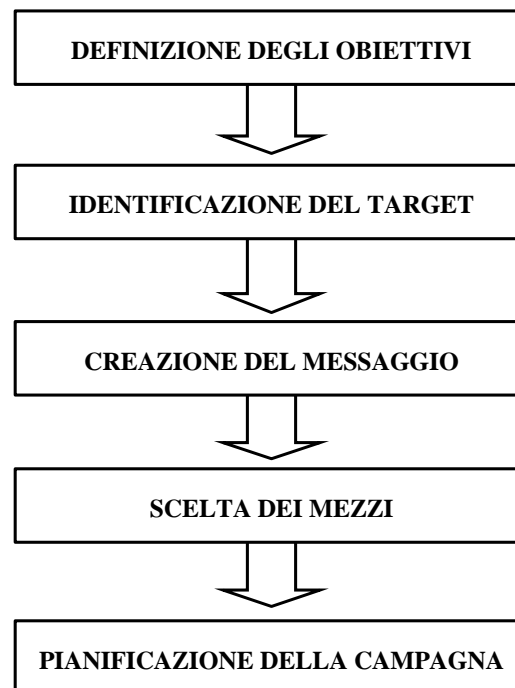 DEFINIZIONE DEGLI OBIETTIVI
IDENTIFICAZIONE DEL TARGET
CREAZIONE DEL MESSAGGIO
SCELTA DEI MEZZI
PIANIFICAZIONE DELLA CAMPAGNA